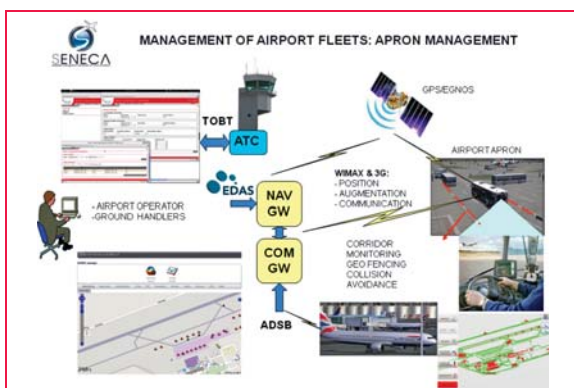 SENECA
MANAGEMENT OF AIRPORT FLEETS: APRON MANAGEMENT
GPS/EGNOS
TOBT
ATC
AIRPORT APRON
EDAS
WIMAX & 3G:
- POSITION
- AUGMENTATION
- COMMUNICATION
NAV
GW
- AIRPORT OPERATOR
-GROUND HANDLERS
COM
GW
CORRIDOR
MONITORING
GEO FENCING
COLLISION
AVOIDANCE
ADSB